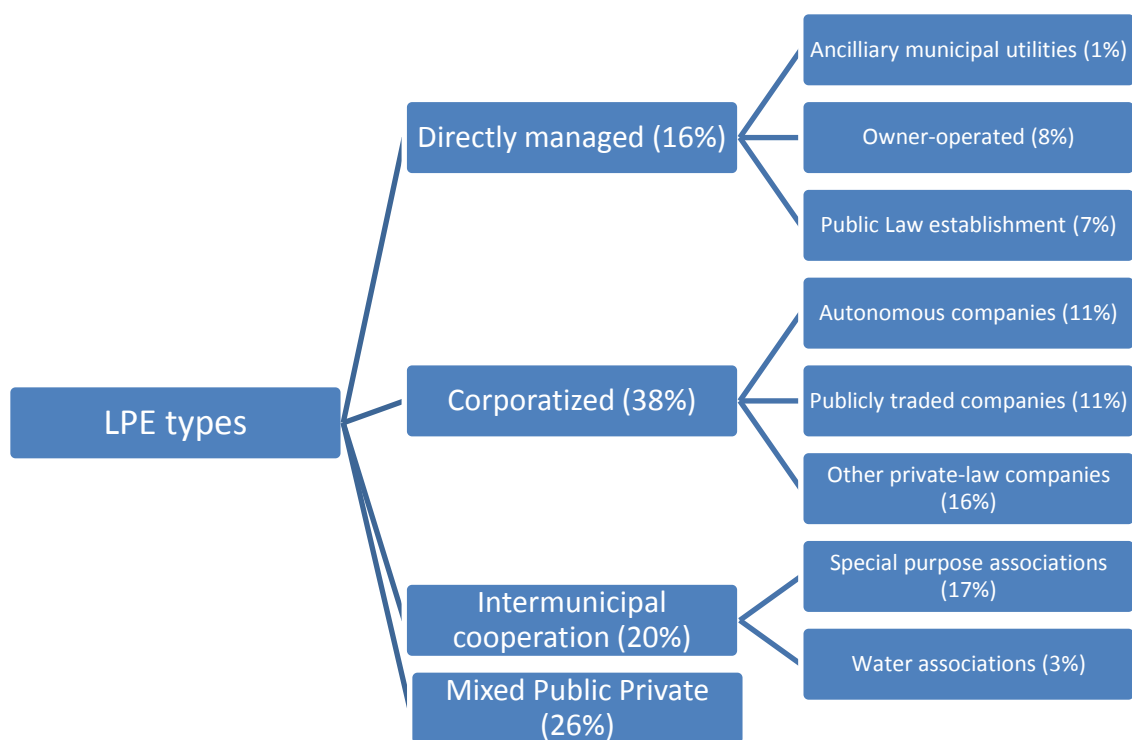 LPE types
Directly managed (16%)
Ancilliary municipal utilities (1%)
Owner-operated (8%)
Public Law establishment (7%)
Corporatized (38%)
Autonomous companies (11%)
Publicly traded companies (11%)
Other private-law companies
(16%)
Intermunicipal
cooperation (20%)
Special purpose associations
(17%)
Water associations (3%)
Mixed Public Private
(26%)